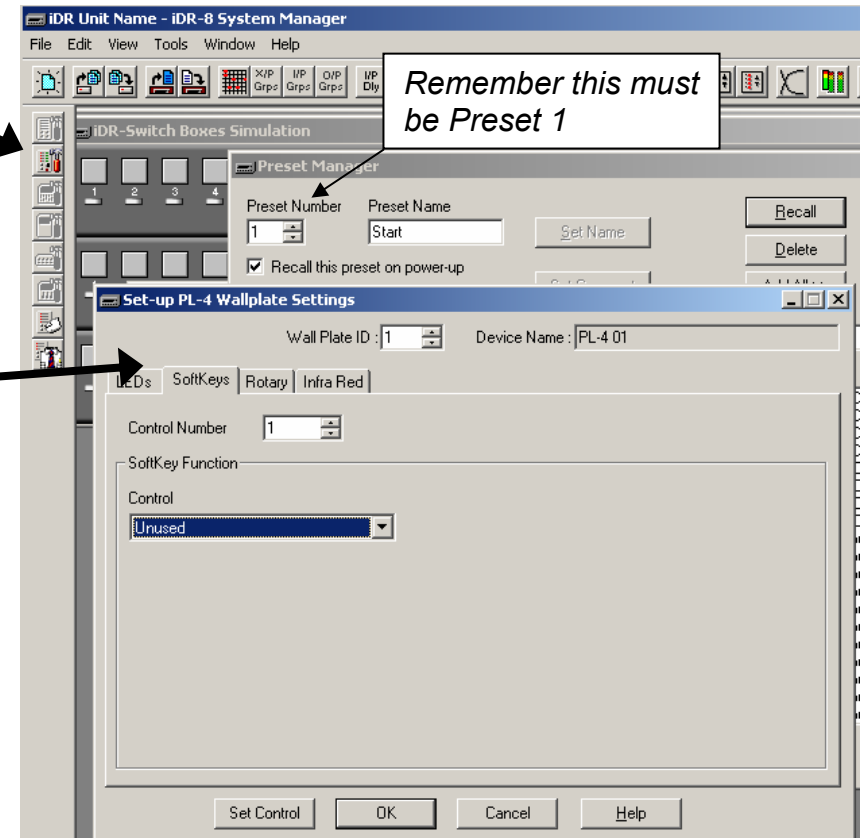 iDR Unit Name - iDR-8 System Manager
File Edit View Tools Window Help
X/P Grps I/P Grps O/P Grps I/P Dly
Remember this must
be Preset 1
iDR-Switch Boxes Simulation
1 2 3 4
Preset Manager
Preset Number Preset Name
1 Start Set Name Recall
Delete
Recall this preset on power-up
Set-up PL-4 Wallplate Settings
Wall Plate ID : 1 Device Name : PL-4 01
LEDs SoftKeys Rotary Infra Red
Control Number 1
SoftKey Function
Control
Unused
Set Control OK Cancel Help